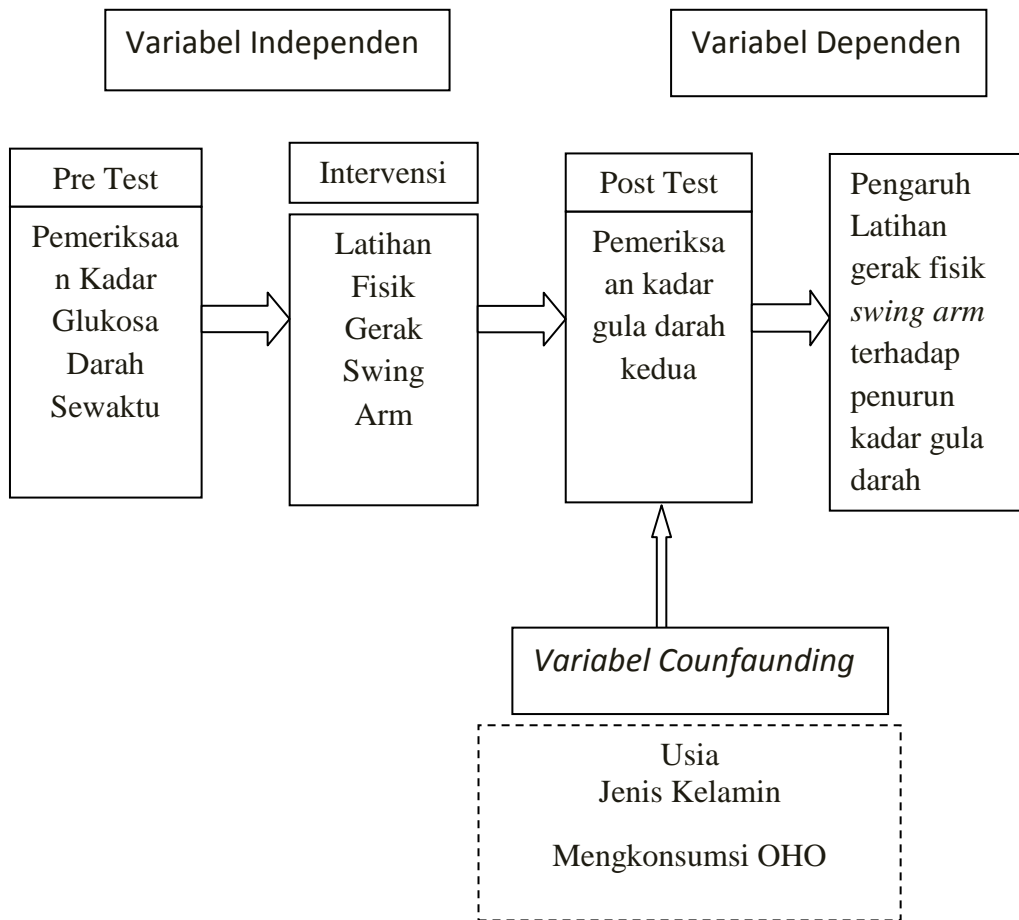 Variabel Independen
Variabel Dependen
Pre Test
Pemeriksaa
n Kadar
Glukosa
Darah
Sewaktu
Intervensi
Latihan
Fisik
Gerak
Swing
Arm
Post Test
Pemeriksa
an kadar
gula darah
kedua
Pengaruh
Latihan
gerak fisik
swing arm
terhadap
penurun
kadar gula
darah
Variabel Counfaunding
Usia
Jenis Kelamin
Mengkonsumsi OHO